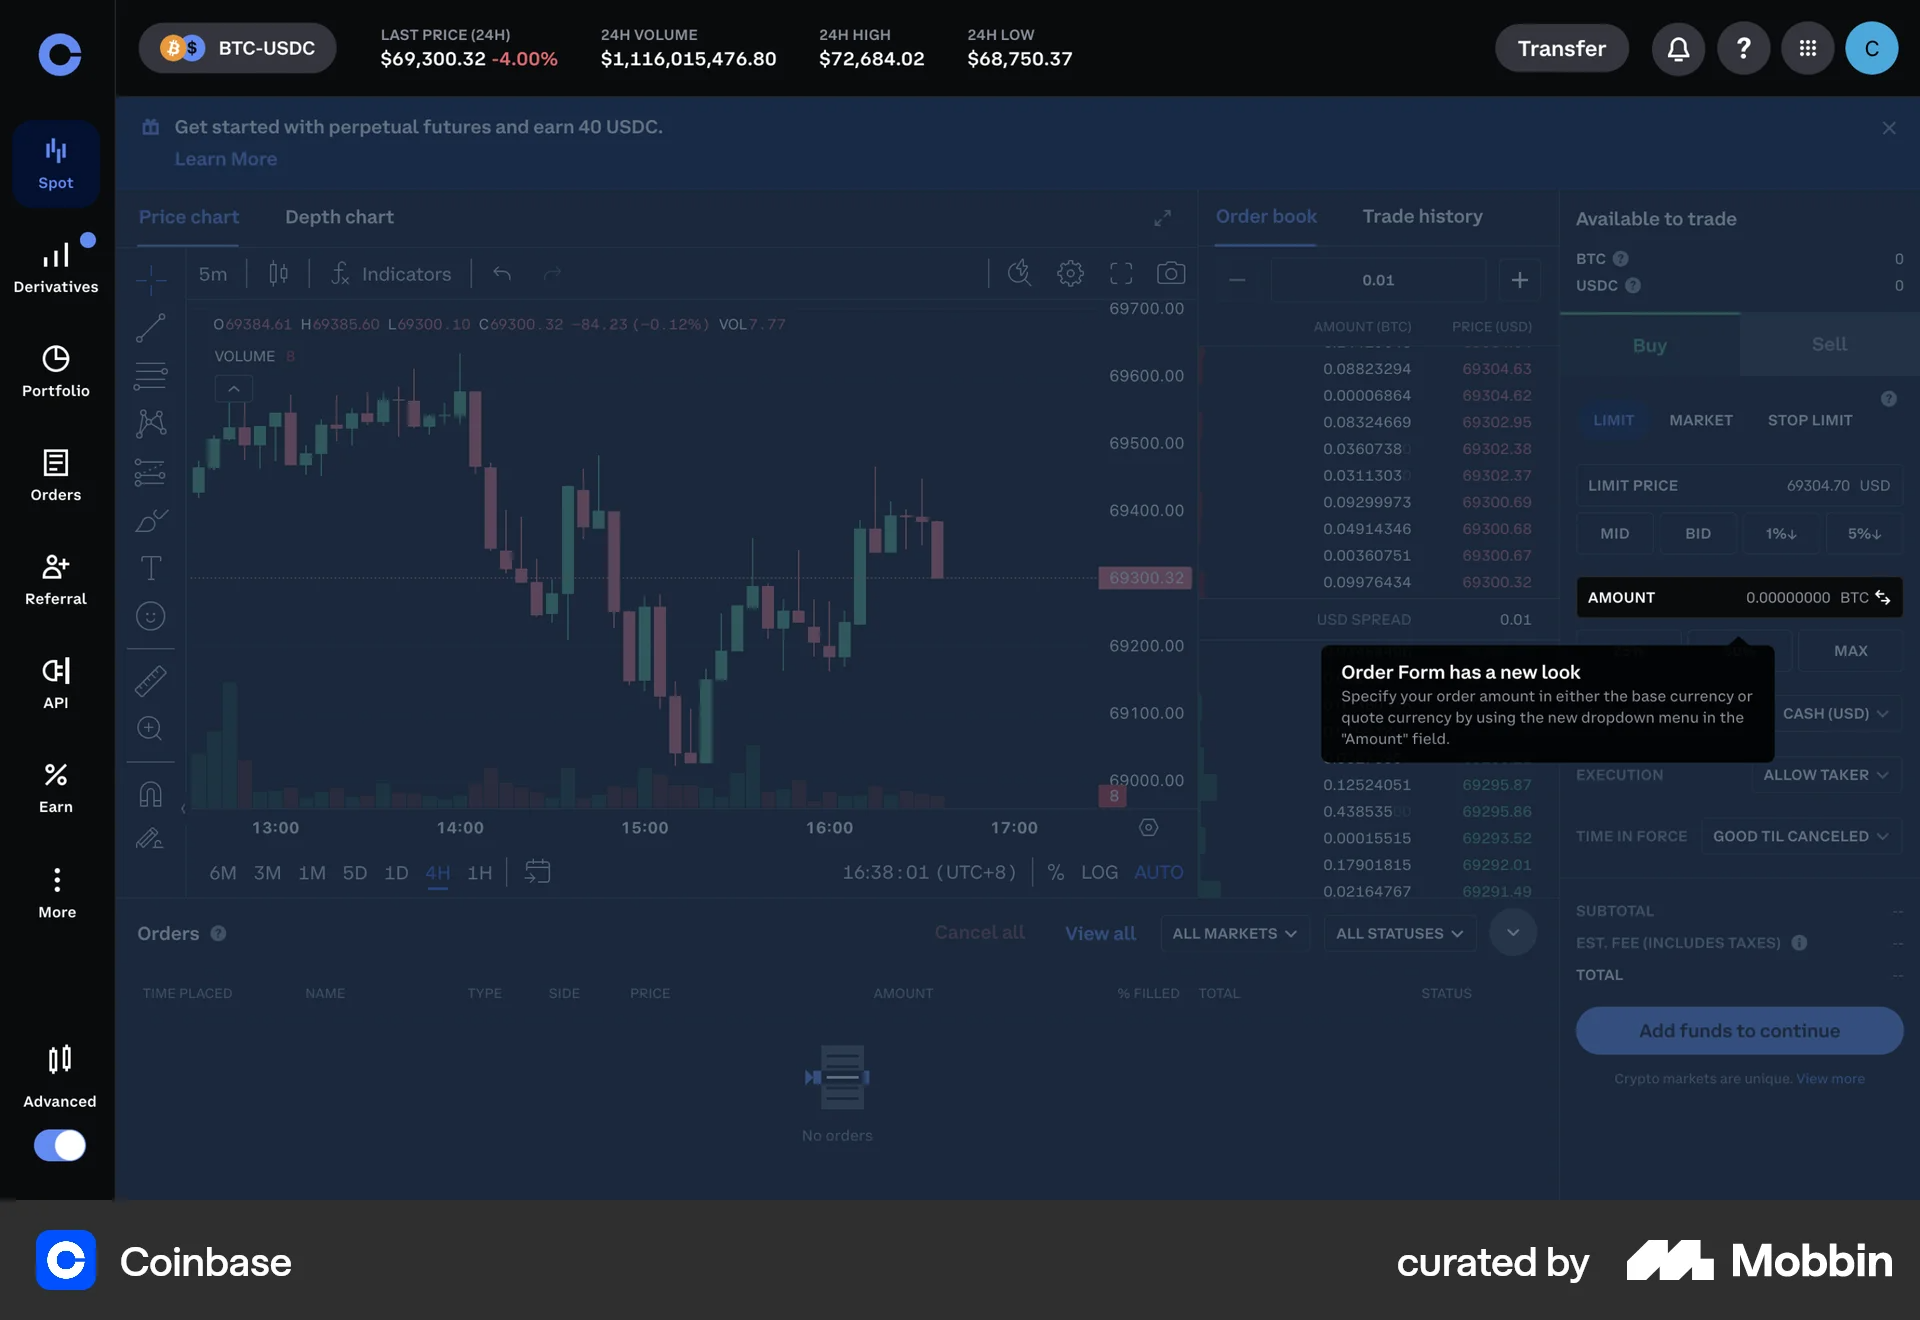 BTC-USDC
LAST PRICE (24H)
$69,300.32 -4.00%
24H VOLUME
$1,116,015,476.80
24H HIGH
$72,684.02
24H LOW
$68,750.37
Transfer
?
C
Spot
Derivatives
Portfolio
Orders
Referral
API
Earn
More
Advanced
Get started with perpetual futures and earn 40 USDC.
Learn More
Price chart
Depth chart
5m
Indicators
O69384.61 H69385.60 L69300.10 C69300.32 −84.23 (−0.12%) VOL7.77
VOLUME 8
69700.00
69600.00
69500.00
69400.00
69300.32
69200.00
69100.00
69000.00
8
13:00
14:00
15:00
16:00
17:00
6M 3M 1M 5D 1D 4H 1H
16:38:01 (UTC+8)
% LOG AUTO
Order book
Trade history
0.01
AMOUNT (BTC) PRICE (USD)
0.08823294 69304.63
0.00006864 69304.62
0.08324669 69302.95
0.03607380 69302.38
0.03113030 69302.37
0.09299973 69300.69
0.04914346 69300.68
0.00360751 69300.67
0.09976434 69300.32
USD SPREAD 0.01
0.12524051 69295.87
0.43853500 69295.86
0.00015515 69293.52
0.17901815 69292.01
0.02164767 69291.49
Available to trade
BTC ? 0
USDC ? 0
Buy
Sell
?
LIMIT
MARKET
STOP LIMIT
LIMIT PRICE 69304.70 USD
MID
BID
1%↓
5%↓
AMOUNT 0.00000000 BTC
MAX
Order Form has a new look
Specify your order amount in either the base currency or
quote currency by using the new dropdown menu in the
"Amount" field.
CASH (USD)
EXECUTION ALLOW TAKER
TIME IN FORCE GOOD TIL CANCELED
SUBTOTAL --
EST. FEE (INCLUDES TAXES) --
TOTAL --
Add funds to continue
Crypto markets are unique. View more
Orders ?
Cancel all
View all
ALL MARKETS
ALL STATUSES
TIME PLACED
NAME
TYPE
SIDE
PRICE
AMOUNT
% FILLED
TOTAL
STATUS
No orders
Coinbase
curated by
Mobbin